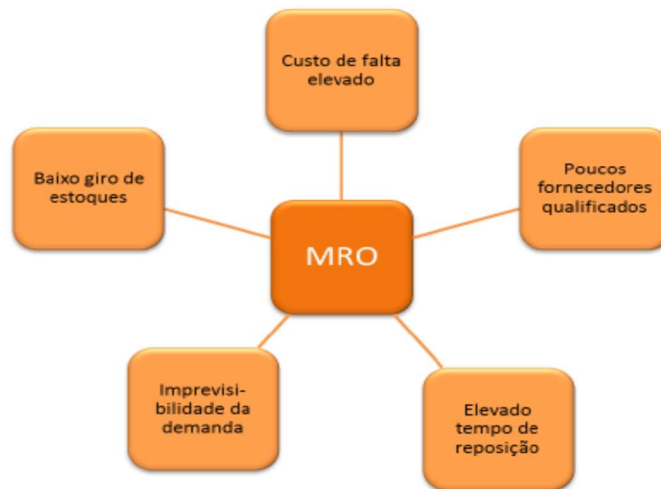 Custo de falta
elevado
Poucos
fornecedores
qualificados
Baixo giro de
estoques
MRO
Imprevisi-
bilidade da
demanda
Elevado
tempo de
reposição